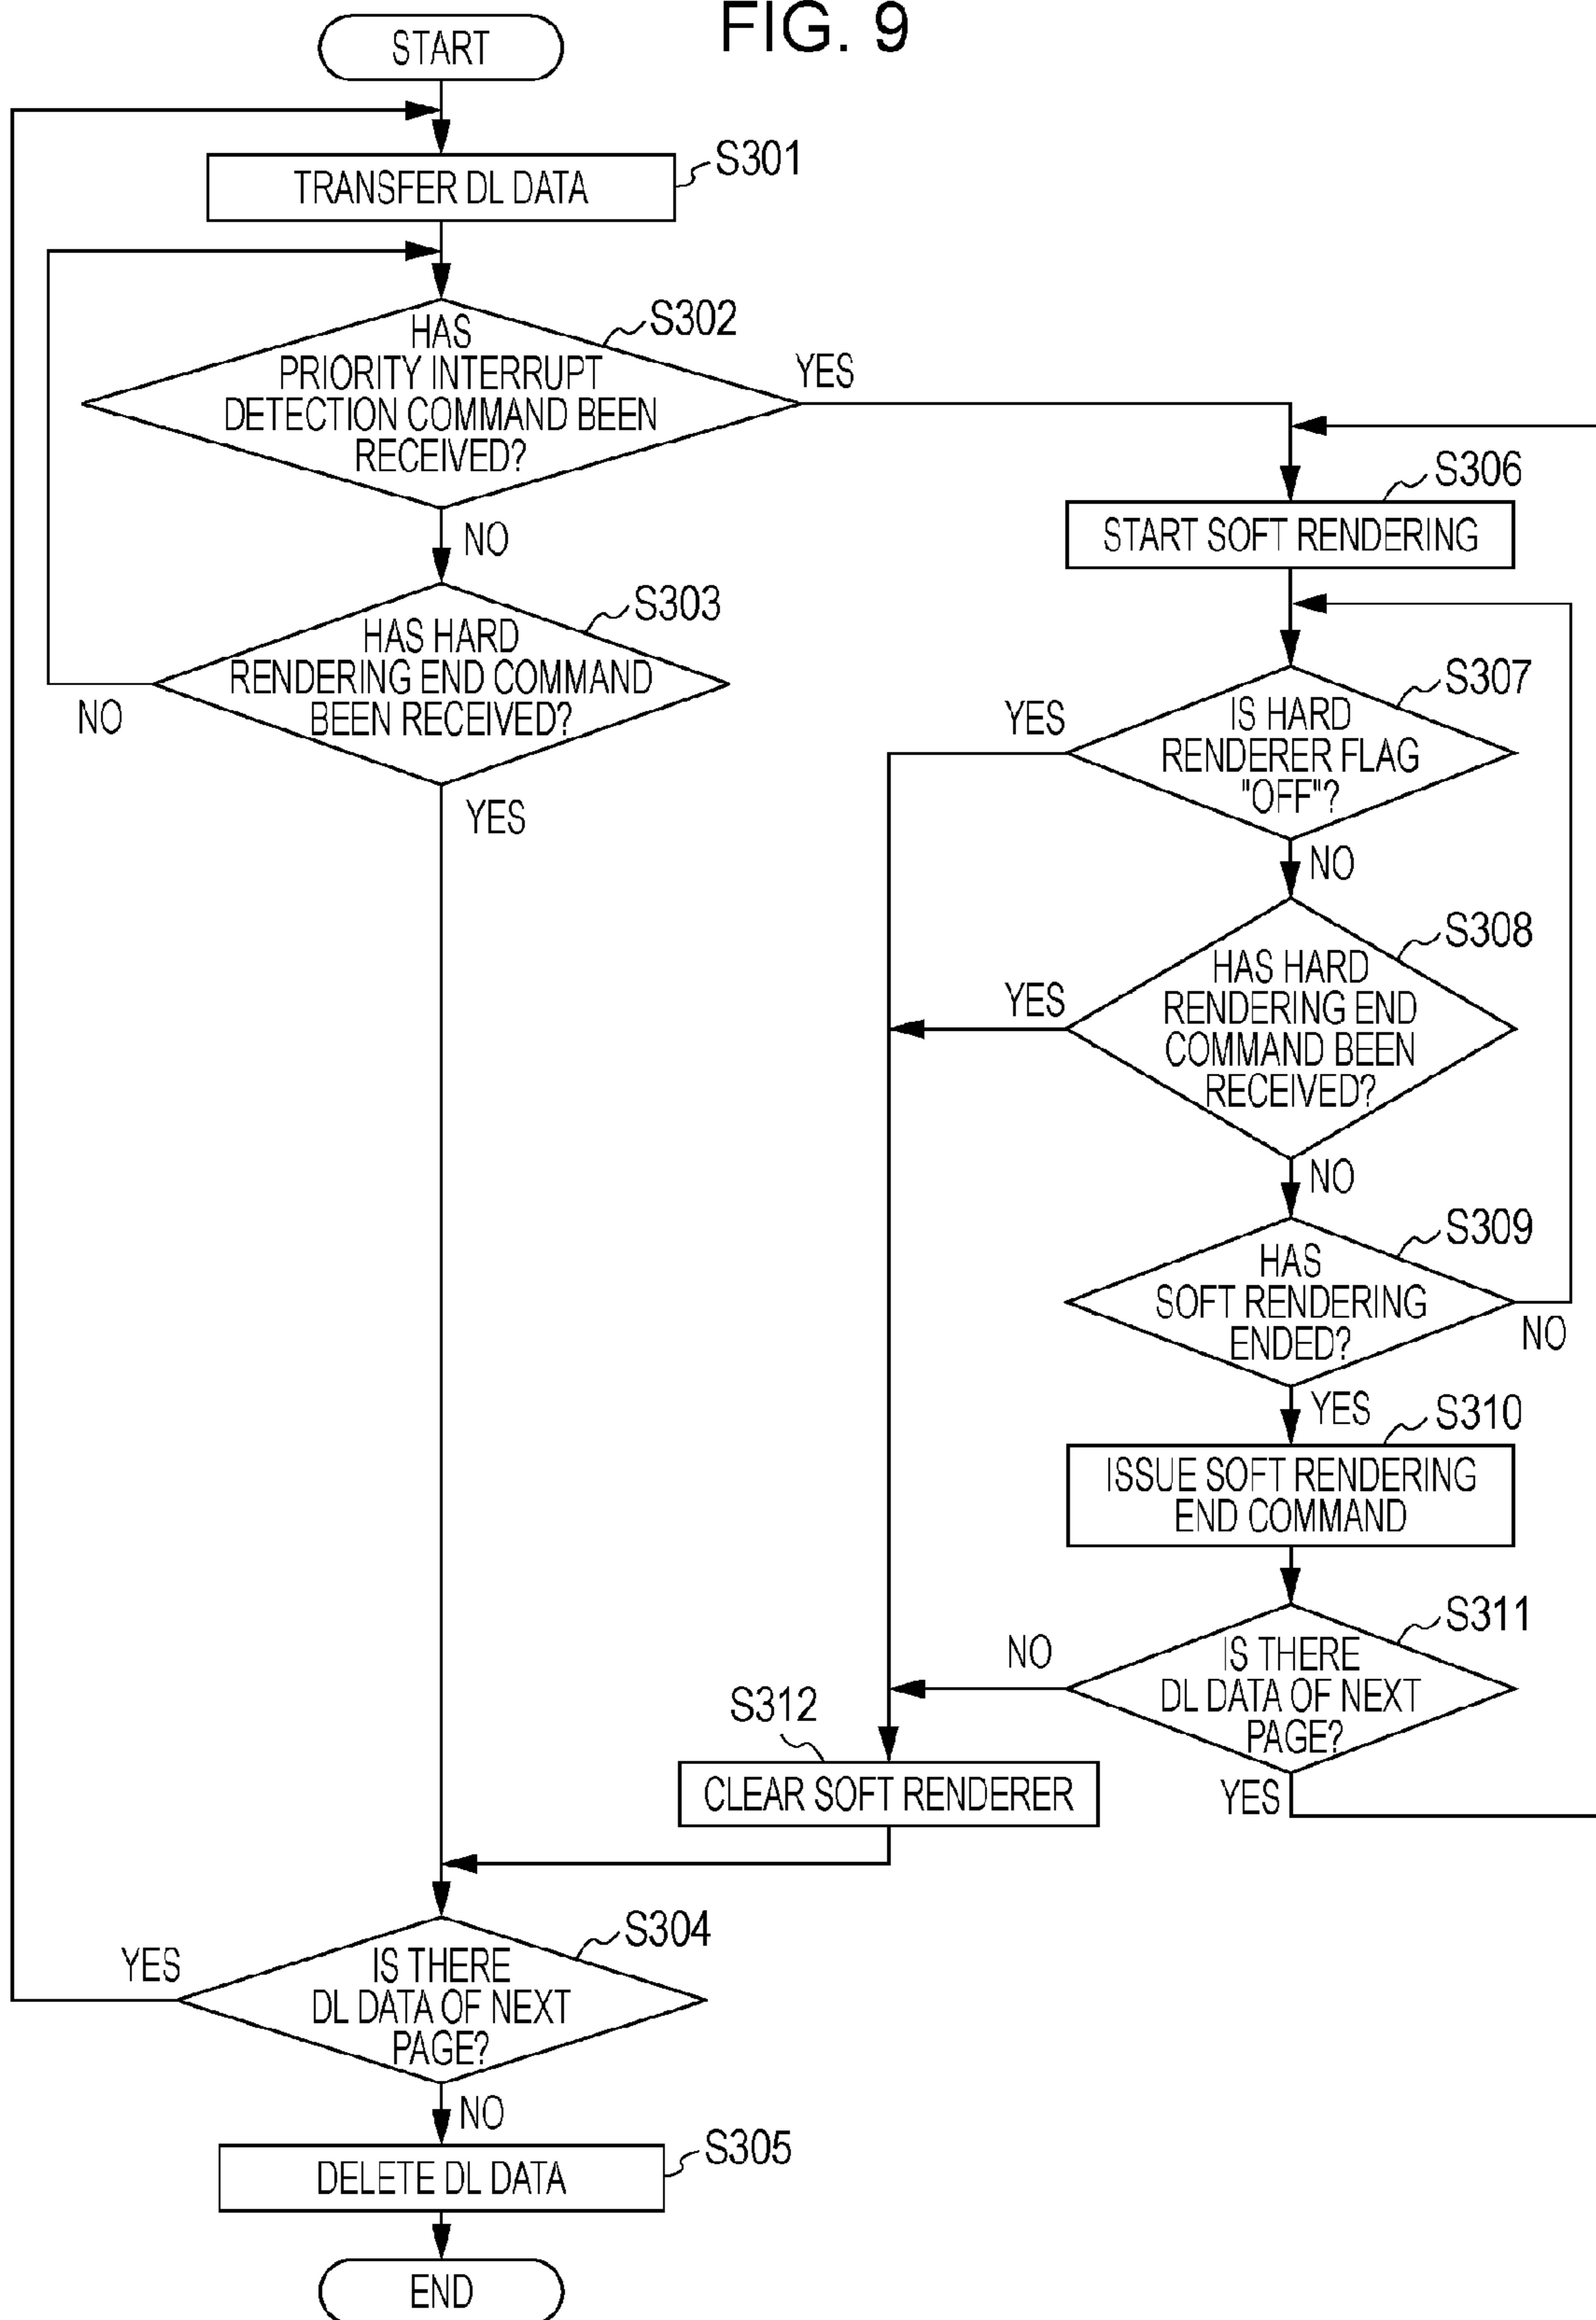 FIG. 9
START
S301
TRANSFER DL DATA
S302
HAS
PRIORITY INTERRUPT
DETECTION COMMAND BEEN
RECEIVED?
YES
NO
S303
HAS HARD
RENDERING END COMMAND
BEEN RECEIVED?
NO
YES
S306
START SOFT RENDERING
S307
IS HARD
RENDERER FLAG
"OFF"?
YES
NO
S308
HAS HARD
RENDERING END
COMMAND BEEN
RECEIVED?
YES
NO
S309
HAS
SOFT RENDERING
ENDED?
NO
YES
S310
ISSUE SOFT RENDERING
END COMMAND
S311
IS THERE
DL DATA OF NEXT
PAGE?
NO
YES
S312
CLEAR SOFT RENDERER
S304
IS THERE
DL DATA OF NEXT
PAGE?
YES
NO
S305
DELETE DL DATA
END